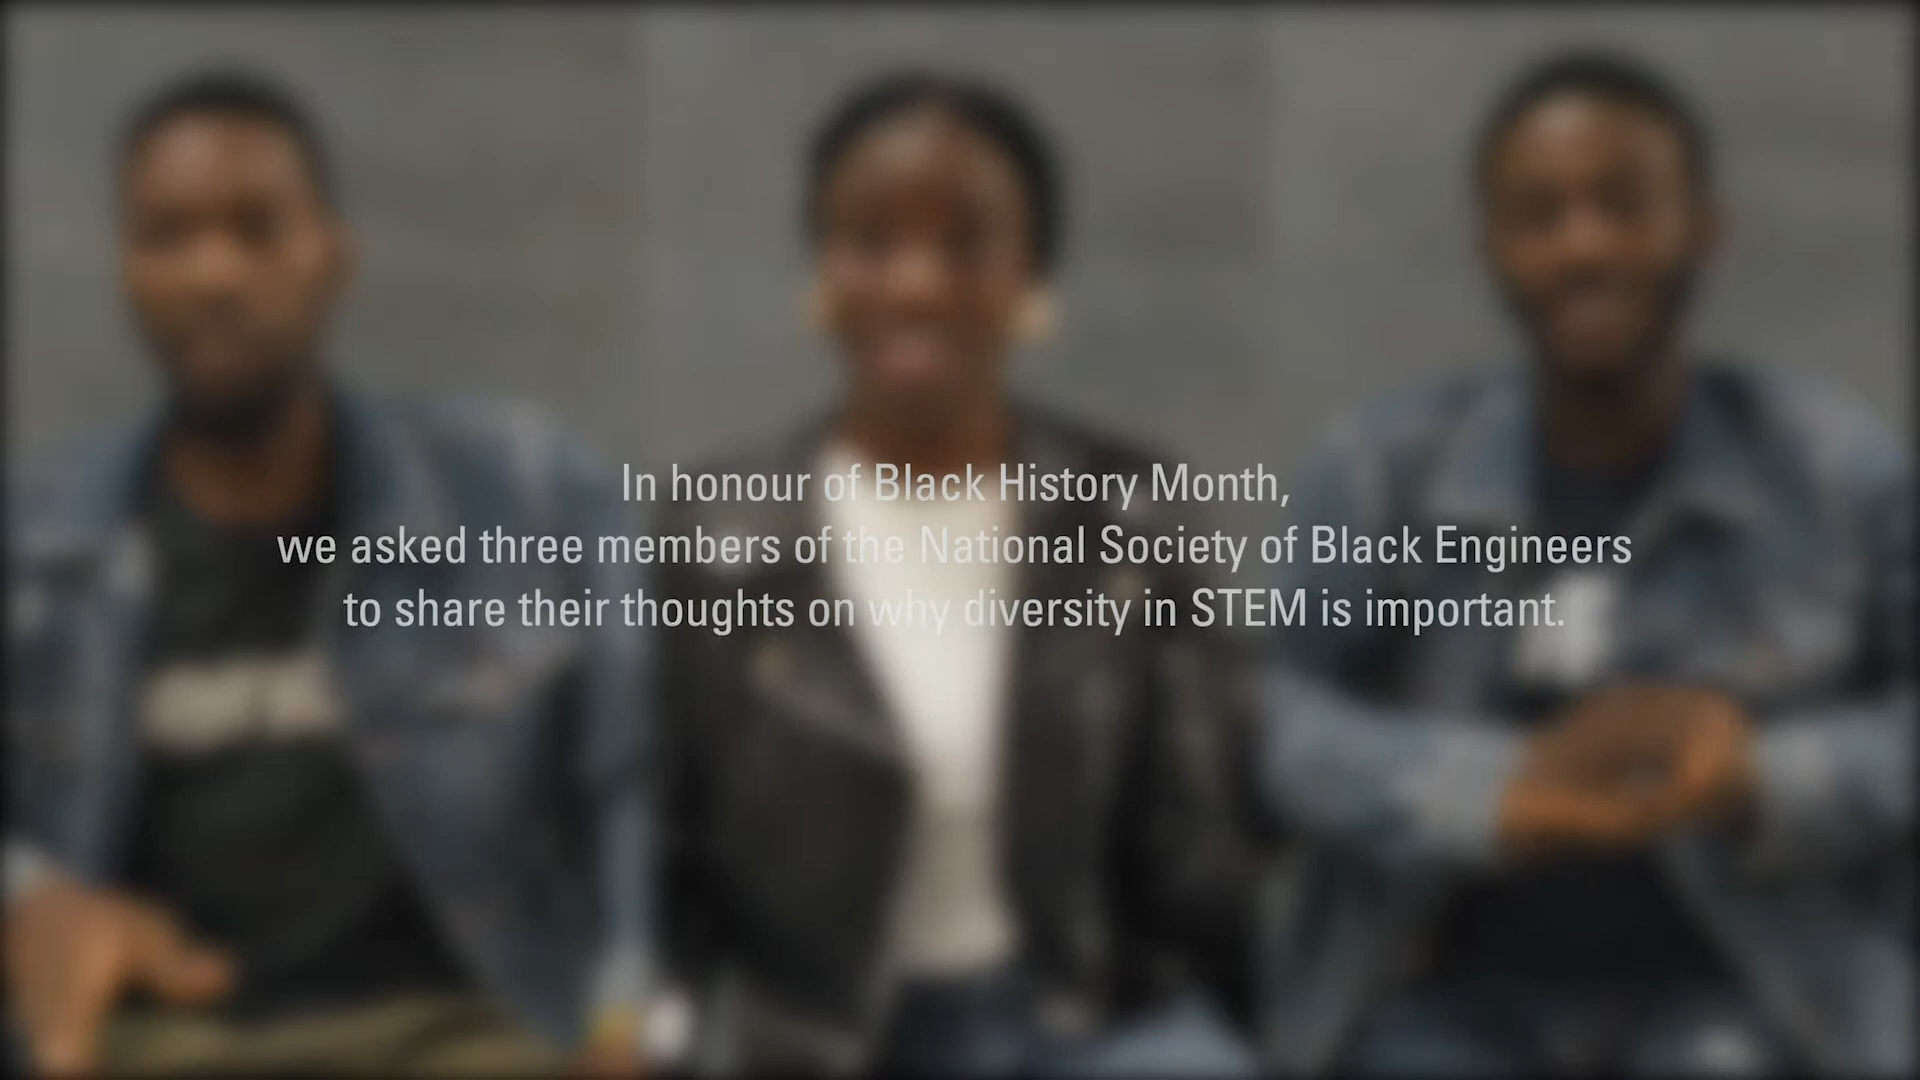 In honour of Black History Month,
we asked three members of the National Society of Black Engineers
to share their thoughts on why diversity in STEM is important.